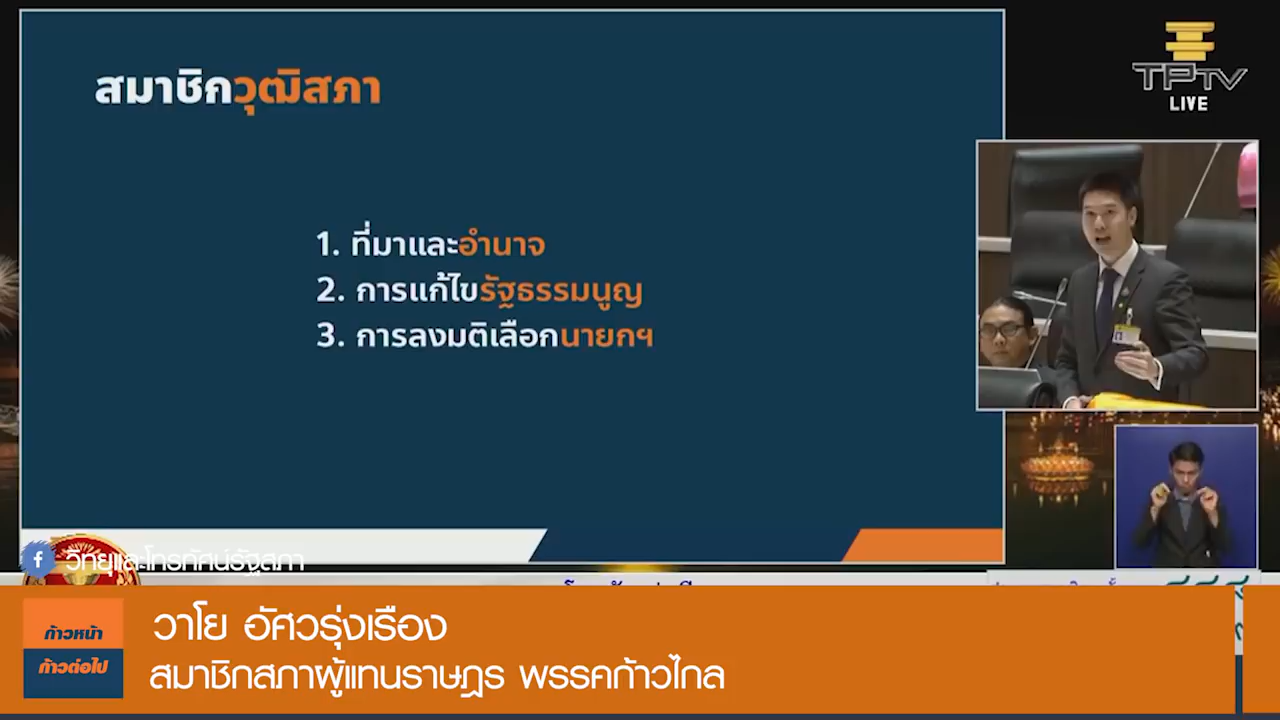 สมาชิกวุฒิสภา
TPTV
LIVE
1. ที่มาและอำนาจ
2. การแก้ไขรัฐธรรมนูญ
3. การลงมติเลือกนายกฯ
f วิทยุและโทรทัศน์รัฐสภา
ก้าวหน้า
ก้าวต่อไป
วาโย อัศวรุ่งเรือง
สมาชิกสภาผู้แทนราษฎร พรรคก้าวไกล